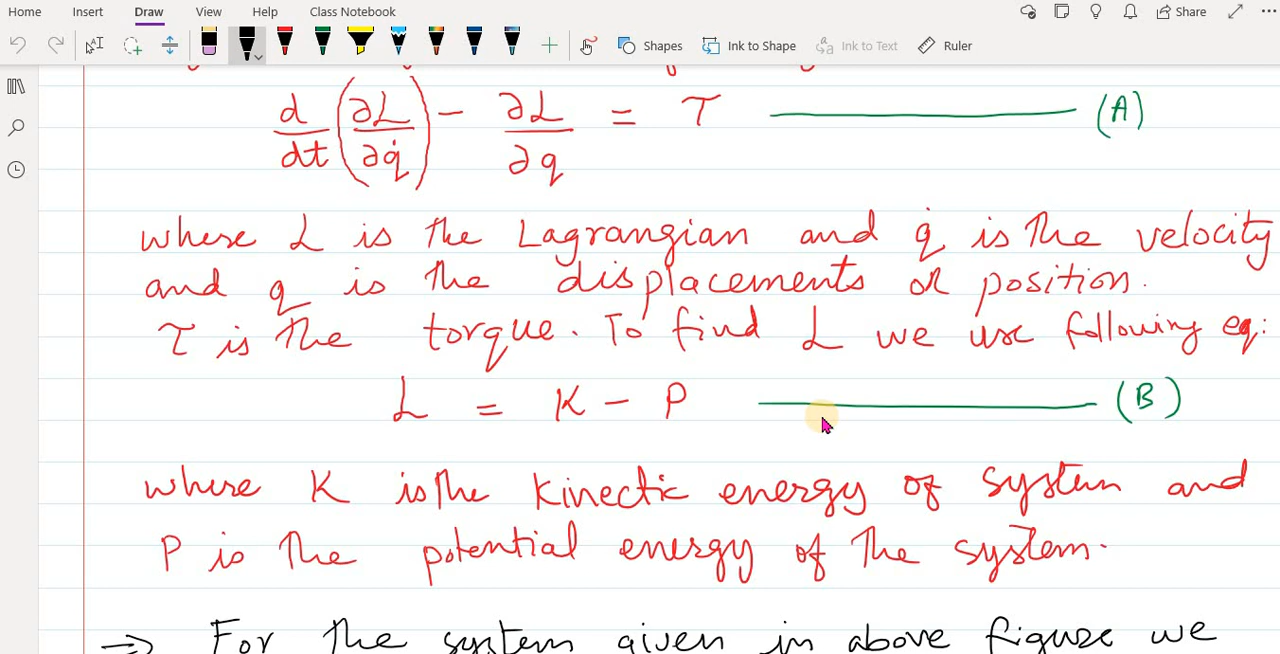 Home Insert Draw View Help Class Notebook Share
Shapes Ink to Shape Ink to Text Ruler
d/dt (∂L/∂q̇) - ∂L/∂q = τ (A)
where L is the Lagrangian and q̇ is the velocity
and q is the displacements or position.
τ is the torque. To find L we use following eq:
L = K - P (B)
where K is the kinectic energy of system and
P is the potential energy of the system.
⇒ For the system given in above figure we